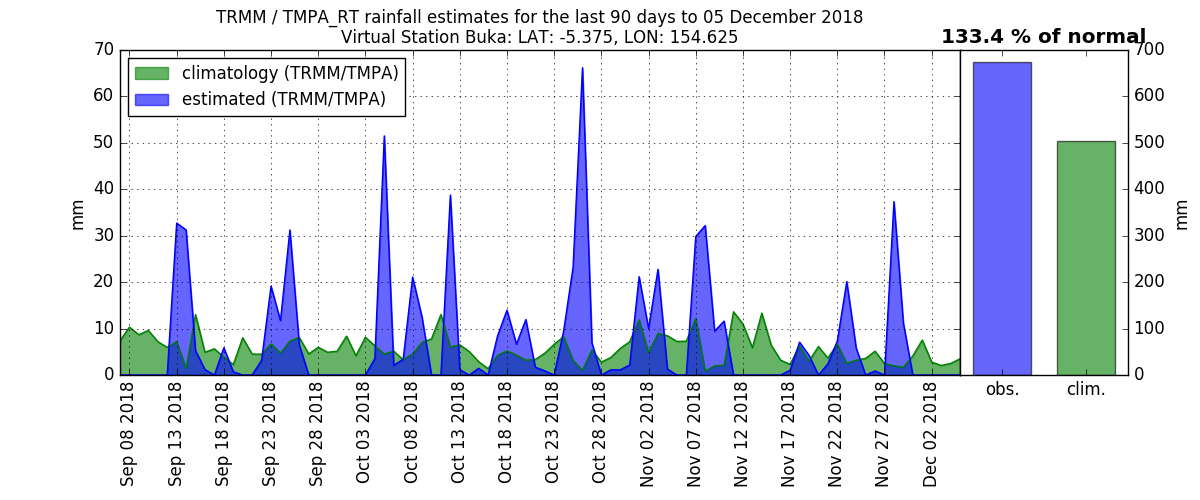 TRMM / TMPA_RT rainfall estimates for the last 90 days to 05 December 2018
Virtual Station Buka: LAT: -5.375, LON: 154.625
133.4 % of normal
climatology (TRMM/TMPA)
estimated (TRMM/TMPA)
mm
70
60
50
40
30
20
10
0
Sep 08 2018
Sep 13 2018
Sep 18 2018
Sep 23 2018
Sep 28 2018
Oct 03 2018
Oct 08 2018
Oct 13 2018
Oct 18 2018
Oct 23 2018
Oct 28 2018
Nov 02 2018
Nov 07 2018
Nov 12 2018
Nov 17 2018
Nov 22 2018
Nov 27 2018
Dec 02 2018
700
600
500
400
300
200
100
0
mm
obs.
clim.